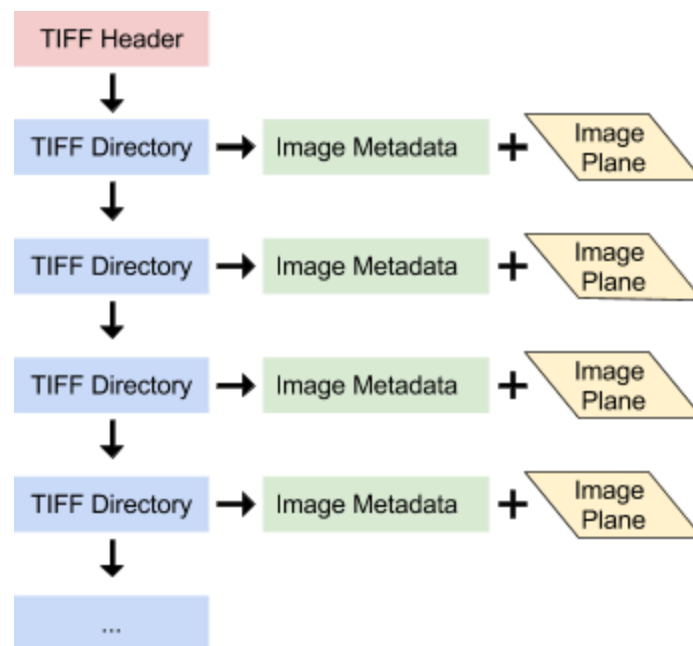 TIFF Header
TIFF Directory
Image Metadata
+
Image
Plane
TIFF Directory
Image Metadata
+
Image
Plane
TIFF Directory
Image Metadata
+
Image
Plane
TIFF Directory
Image Metadata
+
Image
Plane
...